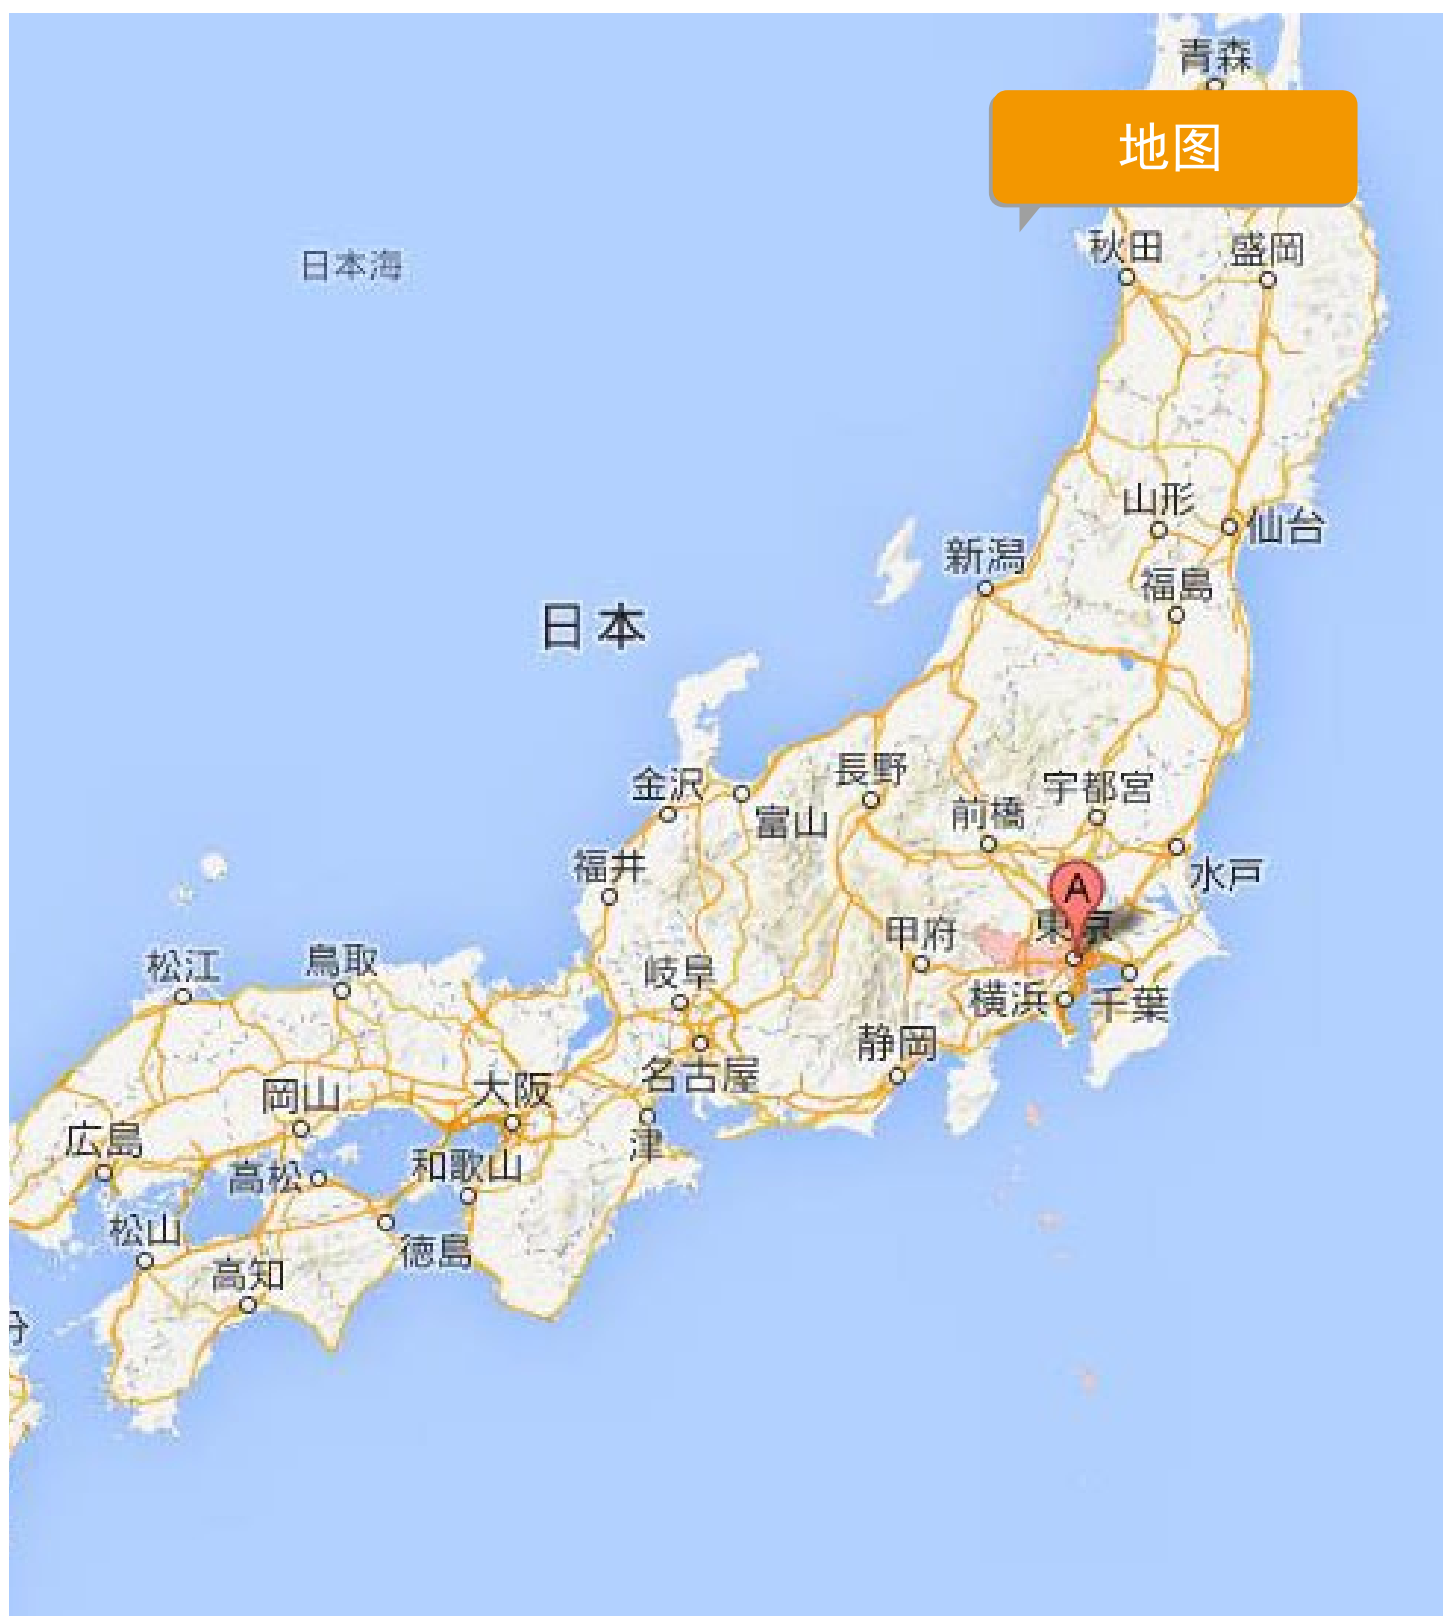 青森
地图
秋田
盛岡
日本海
山形
仙台
新潟
福島
日本
長野
金沢
宇都宮
前橋
富山
福井
水戸
A
東京
甲府
鳥取
松江
岐阜
横浜
千葉
静岡
名古屋
大阪
岡山
広島
津
和歌山
高松
松山
徳島
高知